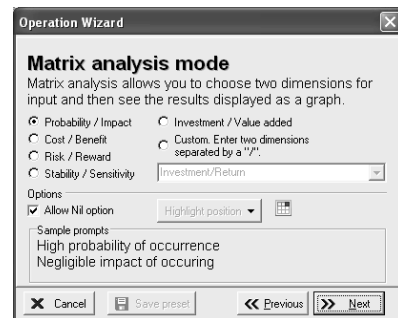 Operation Wizard
Matrix analysis mode
Matrix analysis allows you to choose two dimensions for
input and then see the results displayed as a graph.
Probability / Impact
Investment / Value added
Cost / Benefit
Custom. Enter two dimensions
separated by a "/".
Risk / Reward
Stability / Sensitivity
Investment/Return
Options
Allow Nil option
Highlight position
Sample prompts
High probability of occurrence
Negligible impact of occuring
Cancel
Save preset
Previous
Next